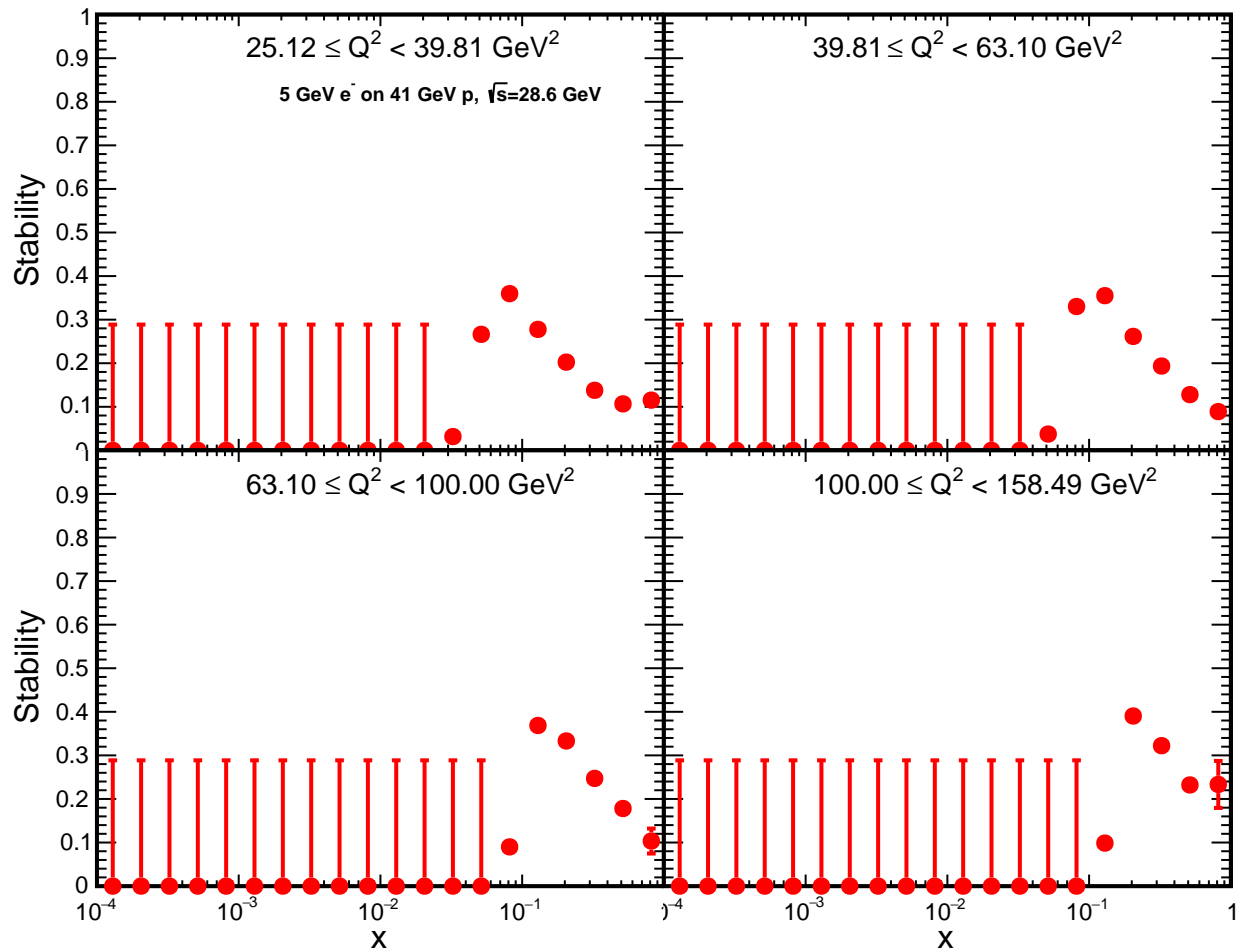 25.12 ≤ Q² < 39.81 GeV²
5 GeV e⁻ on 41 GeV p, √s=28.6 GeV
39.81 ≤ Q² < 63.10 GeV²
1
0.9
0.8
0.7
0.6
0.5
0.4
0.3
0.2
0.1
0
Stability
63.10 ≤ Q² < 100.00 GeV²
100.00 ≤ Q² < 158.49 GeV²
0.9
0.8
0.7
0.6
0.5
0.4
0.3
0.2
0.1
0
Stability
10⁻⁴ 10⁻³ 10⁻² 10⁻¹
10⁻⁴ 10⁻³ 10⁻² 10⁻¹ 1
x
x